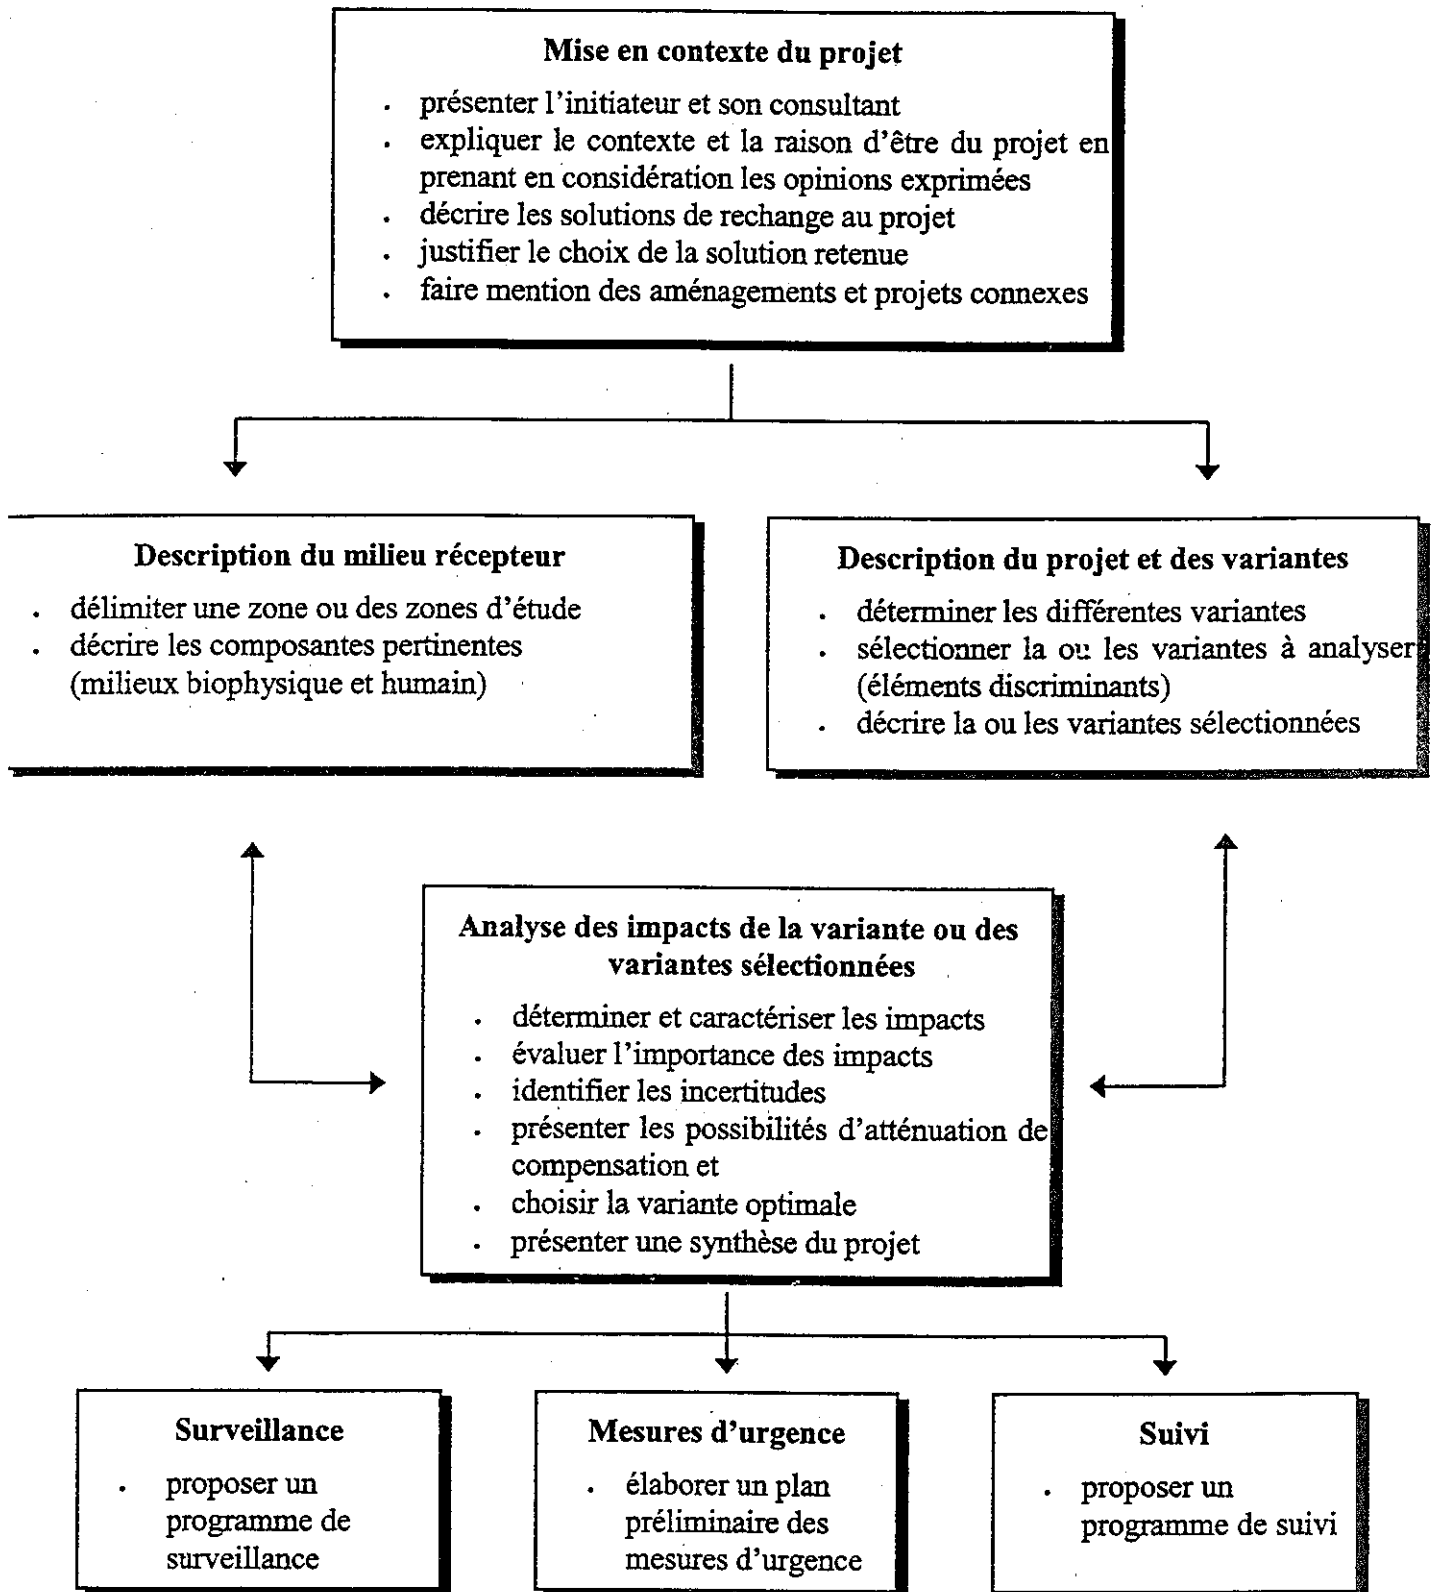 Mise en contexte du projet
. présenter l'initiateur et son consultant
. expliquer le contexte et la raison d'être du projet en
prenant en considération les opinions exprimées
. décrire les solutions de rechange au projet
. justifier le choix de la solution retenue
. faire mention des aménagements et projets connexes
Description du milieu récepteur
. délimiter une zone ou des zones d'étude
. décrire les composantes pertinentes
(milieux biophysique et humain)
Description du projet et des variantes
. déterminer les différentes variantes
. sélectionner la ou les variantes à analyser
(éléments discriminants)
. décrire la ou les variantes sélectionnées
Analyse des impacts de la variante ou des
variantes sélectionnées
. déterminer et caractériser les impacts
. évaluer l'importance des impacts
. identifier les incertitudes
. présenter les possibilités d'atténuation de
compensation et
. choisir la variante optimale
. présenter une synthèse du projet
Surveillance
. proposer un
programme de
surveillance
Mesures d'urgence
. élaborer un plan
préliminaire des
mesures d'urgence
Suivi
. proposer un
programme de suivi